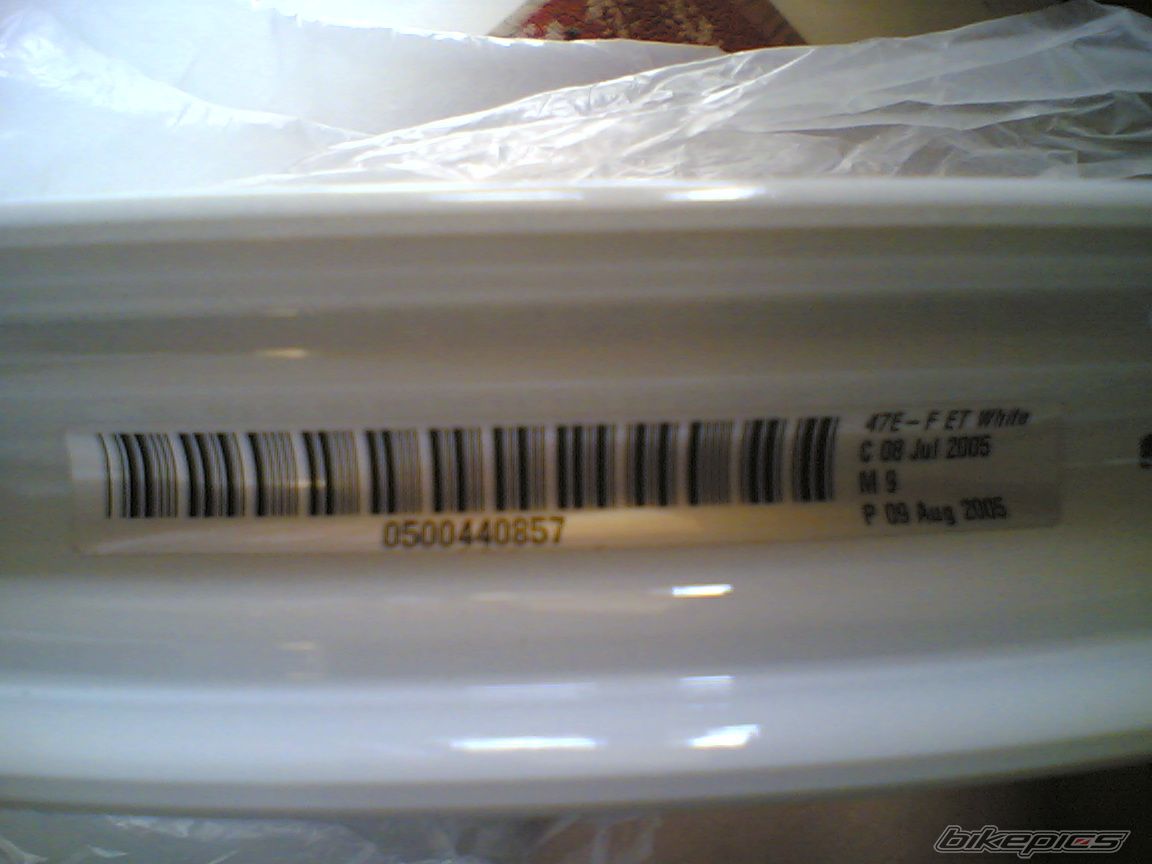 47E-F ET White
C 08 Jul 2005
M 9
P 09 Aug 2005
0500440857
bikepics